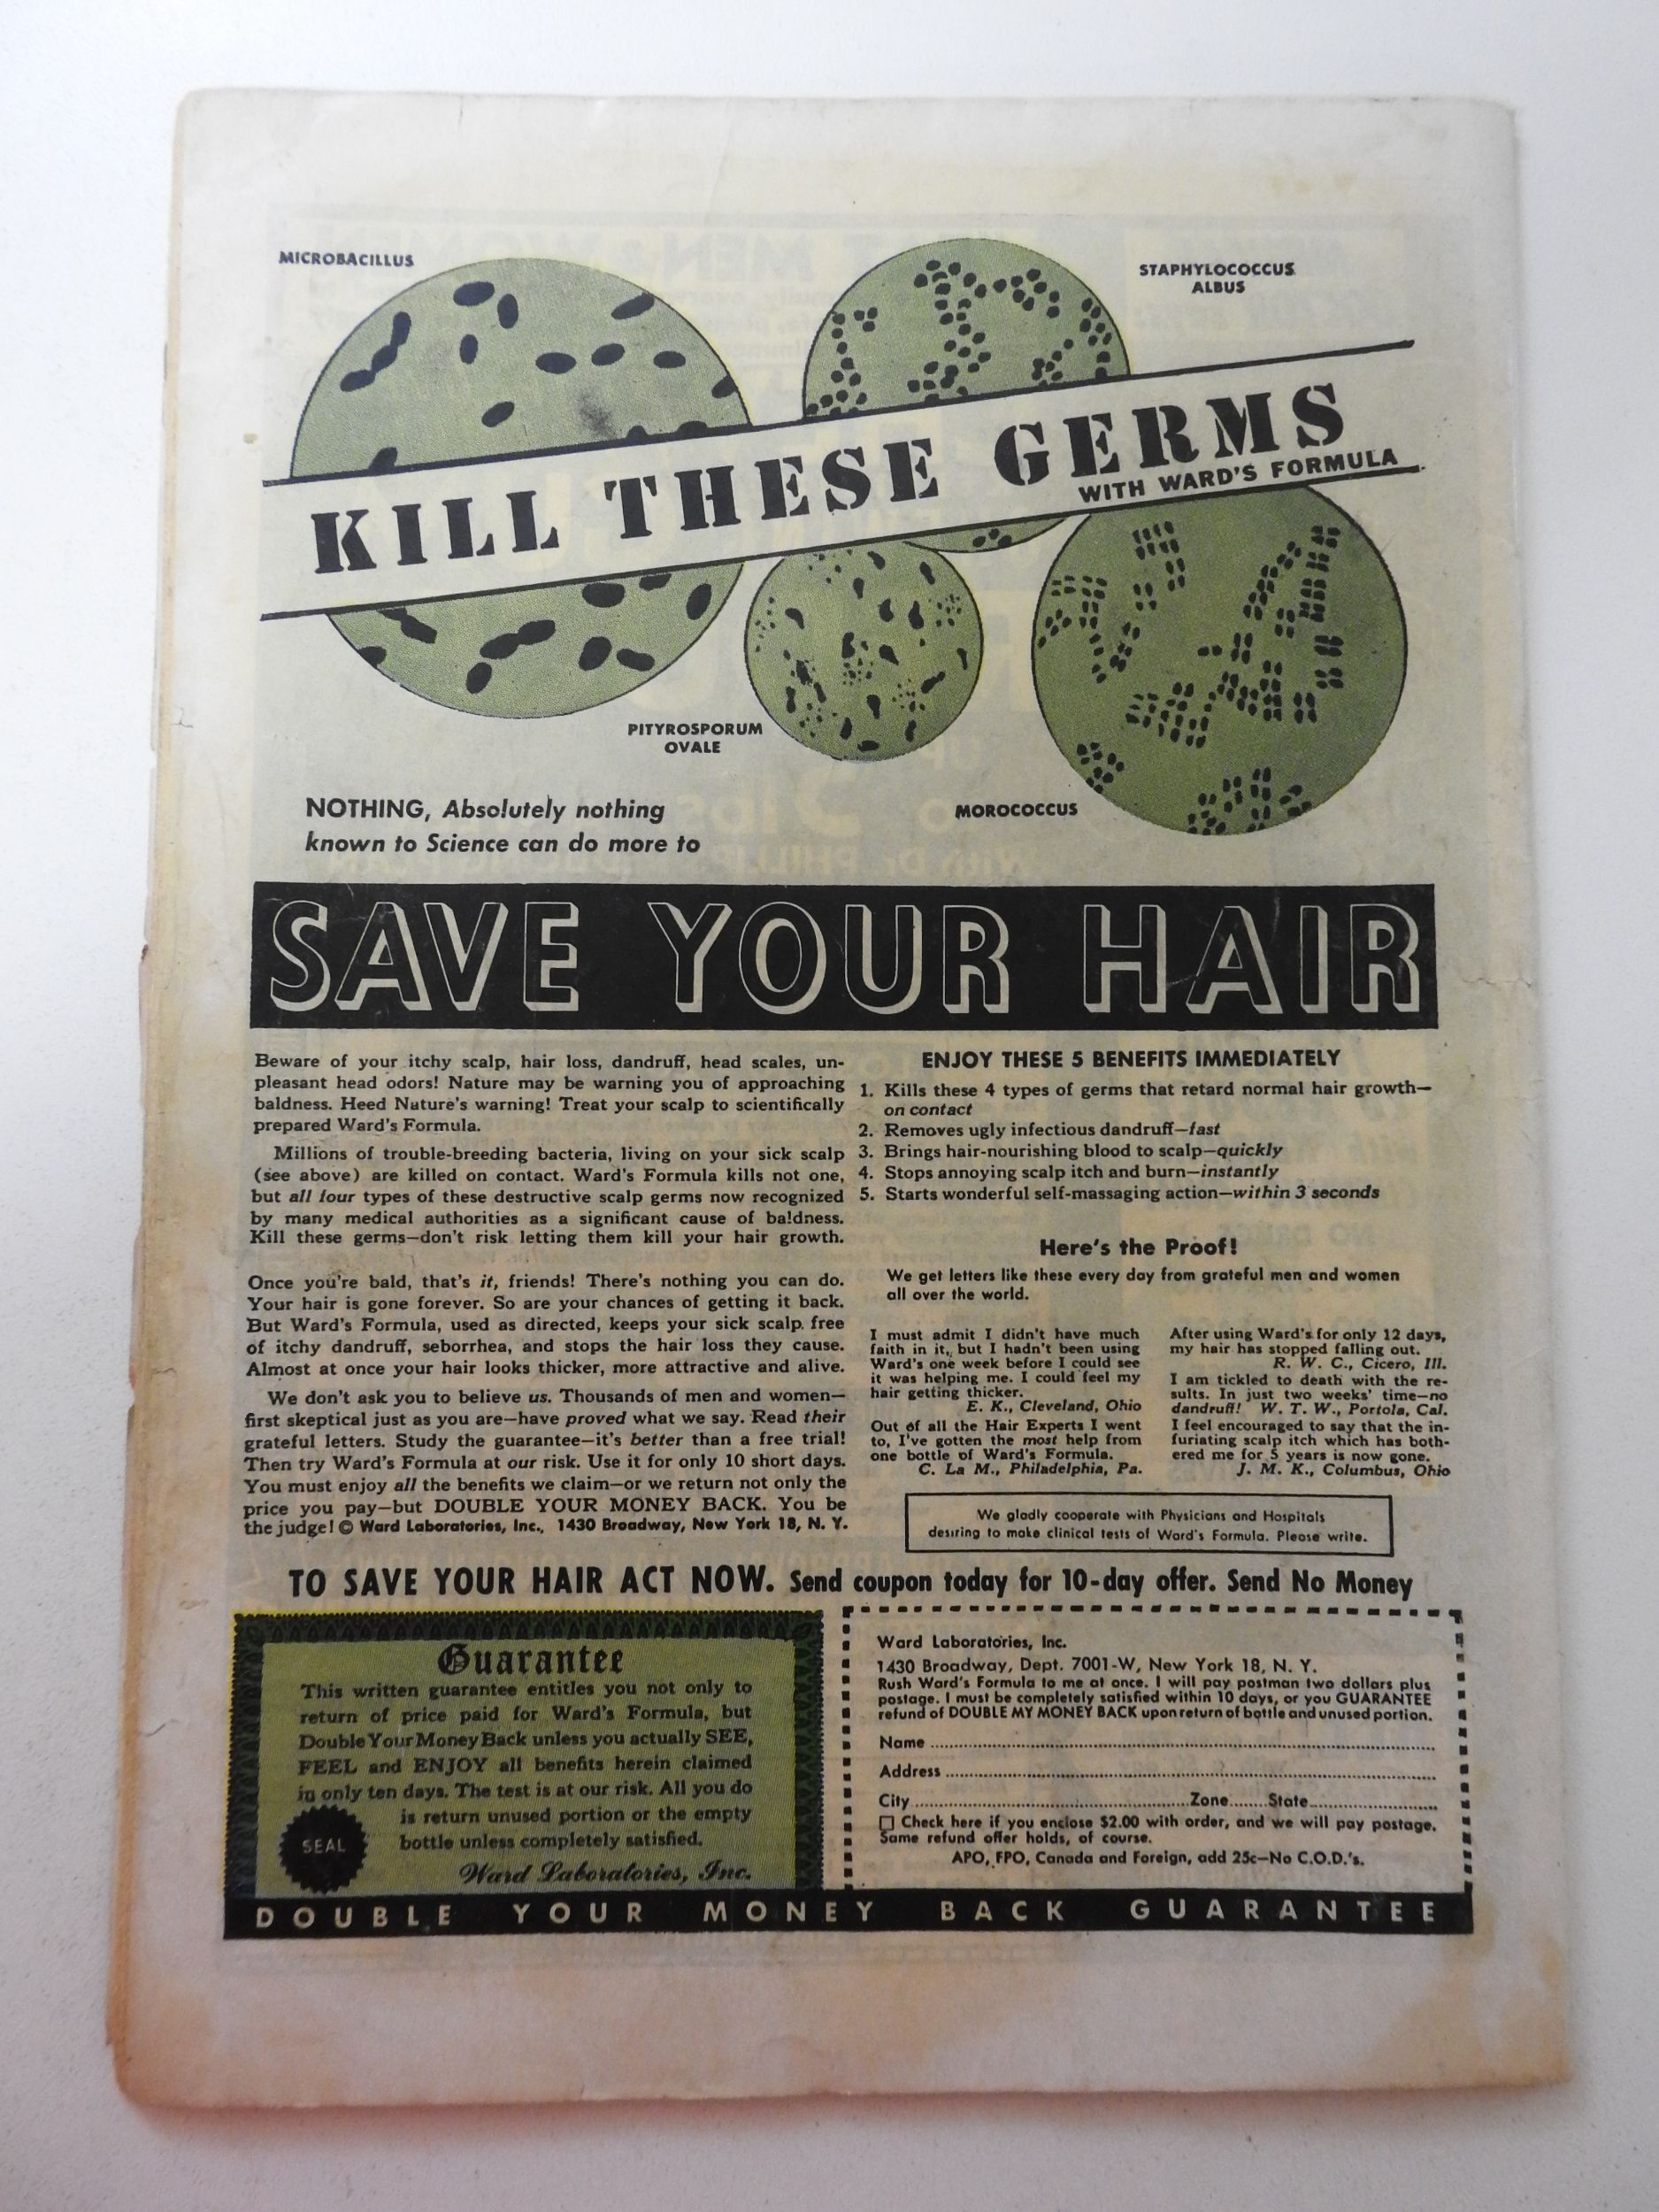 MICROBACILLUS
STAPHYLOCOCCUS
ALBUS
KILL THESE GERMS
WITH WARD'S FORMULA
PITYROSPORUM
OVALE
MOROCOCCUS
NOTHING, Absolutely nothing
known to Science can do more to
SAVE YOUR HAIR
Beware of your itchy scalp, hair loss, dandruff, head scales, un-
pleasant head odors! Nature may be warning you of approaching
baldness. Heed Nature's warning! Treat your scalp to scientifically
prepared Ward's Formula.
Millions of trouble-breeding bacteria, living on your sick scalp
(see above) are killed on contact. Ward's Formula kills not one,
but all four types of these destructive scalp germs now recognized
by many medical authorities as a significant cause of baldness.
Kill these germs—don't risk letting them kill your hair growth.
Once you're bald, that's it, friends! There's nothing you can do.
Your hair is gone forever. So are your chances of getting it back.
But Ward's Formula, used as directed, keeps your sick scalp free
of itchy dandruff, seborrhea, and stops the hair loss they cause.
Almost at once your hair looks thicker, more attractive and alive.
We don't ask you to believe us. Thousands of men and women—
first skeptical just as you are—have proved what we say. Read their
grateful letters. Study the guarantee—it's better than a free trial!
Then try Ward's Formula at our risk. Use it for only 10 short days.
You must enjoy all the benefits we claim—or we return not only the
price you pay—but DOUBLE YOUR MONEY BACK. You be
the judge! © Ward Laboratories, Inc., 1430 Broadway, New York 18, N. Y.
ENJOY THESE 5 BENEFITS IMMEDIATELY
1. Kills these 4 types of germs that retard normal hair growth—
on contact
2. Removes ugly infectious dandruff—fast
3. Brings hair-nourishing blood to scalp—quickly
4. Stops annoying scalp itch and burn—instantly
5. Starts wonderful self-massaging action—within 3 seconds
Here's the Proof!
We get letters like these every day from grateful men and women
all over the world.
I must admit I didn't have much
faith in it, but I hadn't been using
Ward's one week before I could see
it was helping me. I could feel my
hair getting thicker.
E. K., Cleveland, Ohio
Out of all the Hair Experts I went
to, I've gotten the most help from
one bottle of Ward's Formula.
C. La M., Philadelphia, Pa.
After using Ward's for only 12 days,
my hair has stopped falling out.
R. W. C., Cicero, Ill.
I am tickled to death with the re-
sults. In just two weeks' time—no
dandruff! W. T. W., Portola, Cal.
I feel encouraged to say that the in-
furiating scalp itch which has both-
ered me for 5 years is now gone.
J. M. K., Columbus, Ohio
We gladly cooperate with Physicians and Hospitals
desiring to make clinical tests of Ward's Formula. Please write.
TO SAVE YOUR HAIR ACT NOW. Send coupon today for 10-day offer. Send No Money
Guarantee
This written guarantee entitles you not only to
return of price paid for Ward's Formula, but
Double Your Money Back unless you actually SEE,
FEEL and ENJOY all benefits herein claimed
in only ten days. The test is at our risk. All you do
is return unused portion or the empty
bottle unless completely satisfied.
SEAL
Ward Laboratories, Inc.
Ward Laboratories, Inc.
1430 Broadway, Dept. 7001-W, New York 18, N. Y.
Rush Ward's Formula to me at once. I will pay postman two dollars plus
postage. I must be completely satisfied within 10 days, or you GUARANTEE
refund of DOUBLE MY MONEY BACK upon return of bottle and unused portion.
Name
Address
City Zone State
☐ Check here if you enclose $2.00 with order, and we will pay postage.
Same refund offer holds, of course.
APO, FPO, Canada and Foreign, add 25c—No C.O.D.'s.
DOUBLE YOUR MONEY BACK GUARANTEE